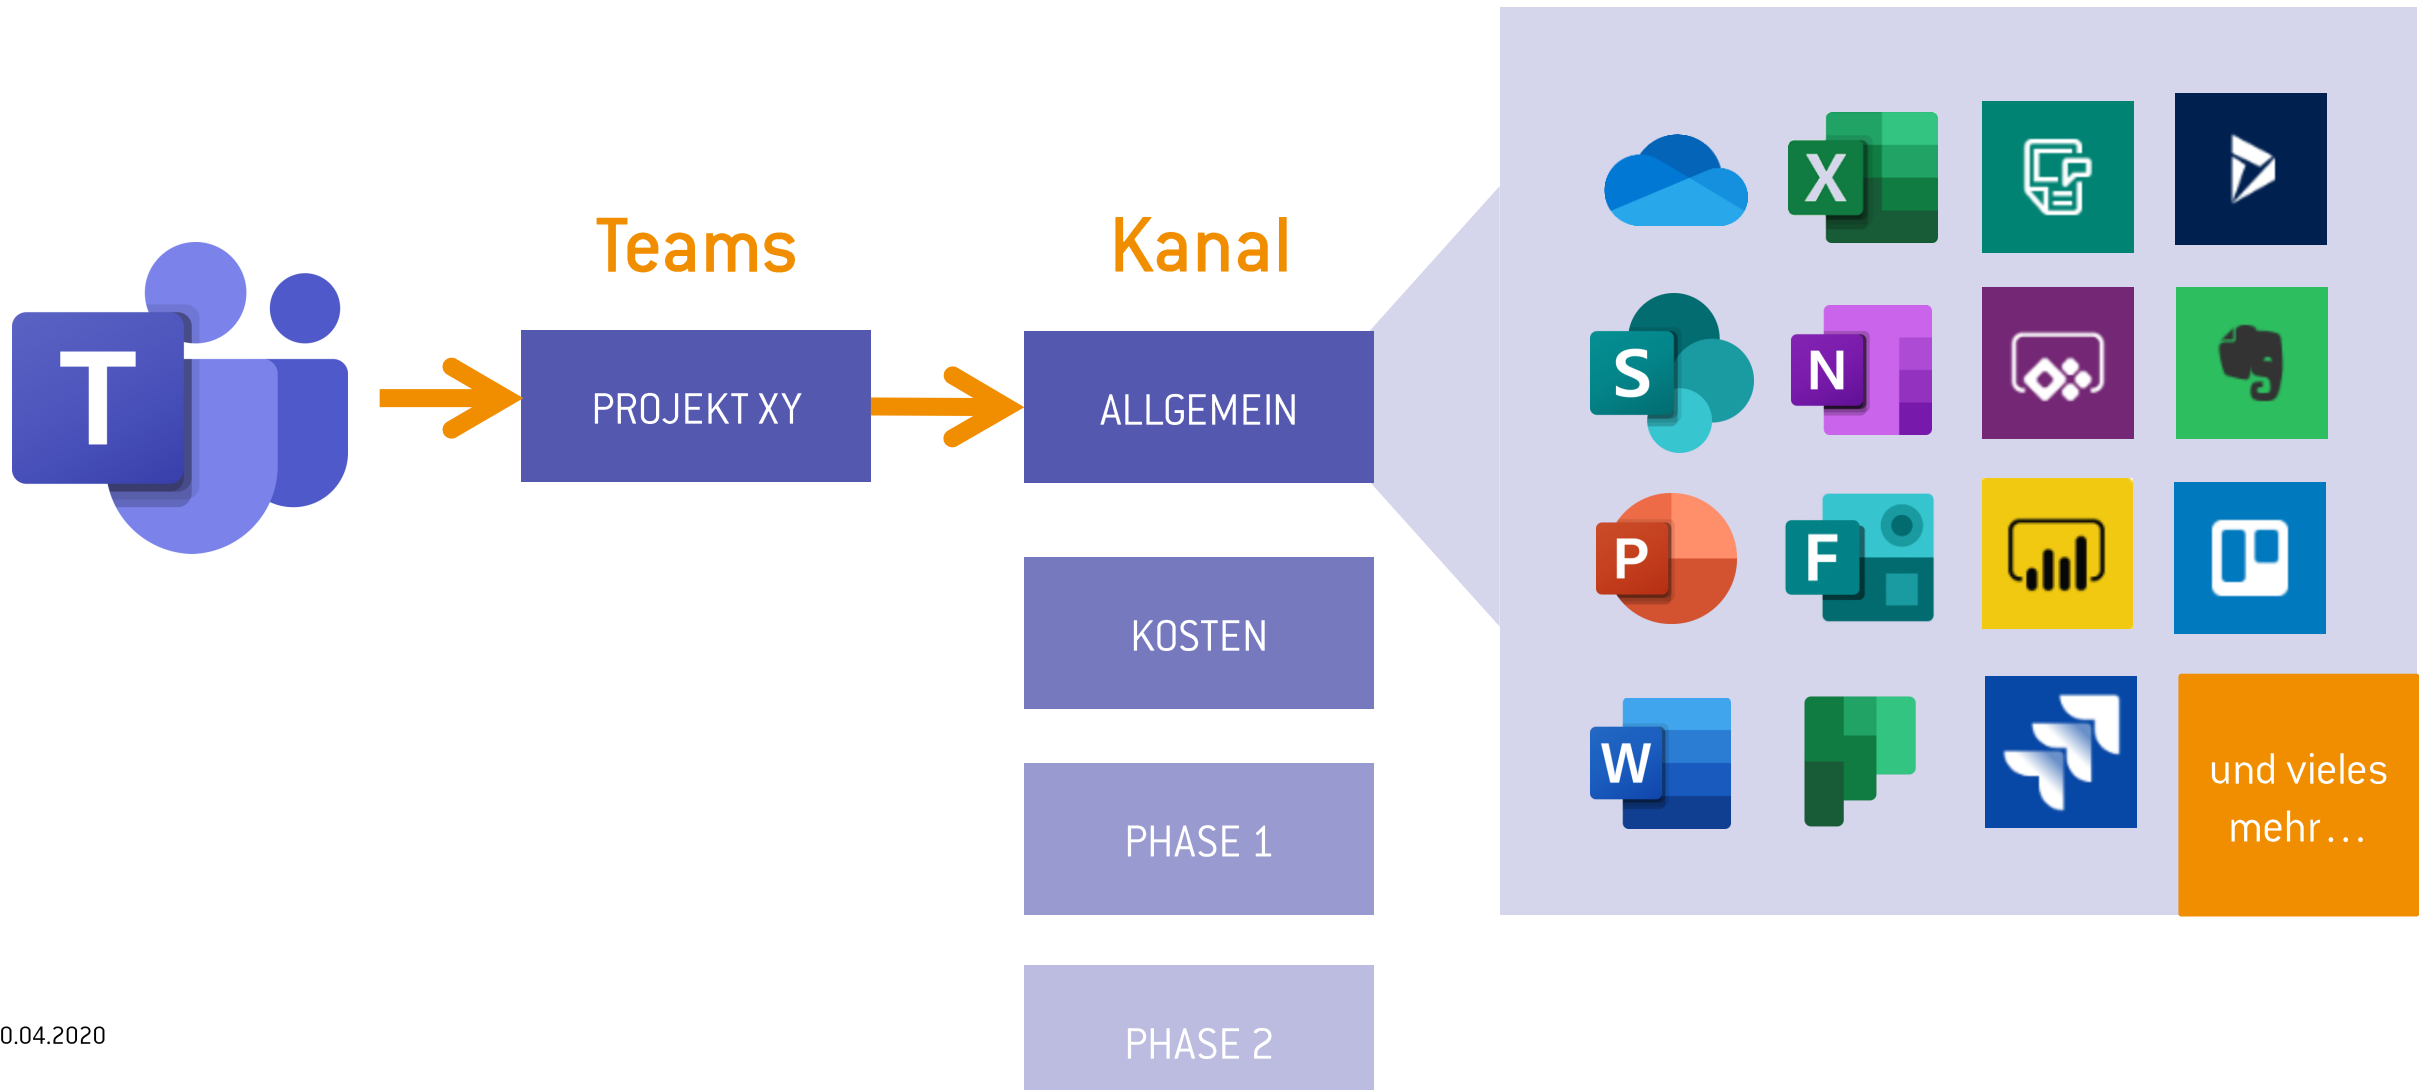 Teams
Kanal
T
PROJEKT XY
ALLGEMEIN
KOSTEN
PHASE 1
PHASE 2
X
S
N
P
F
W
und vieles
mehr...
0.04.2020